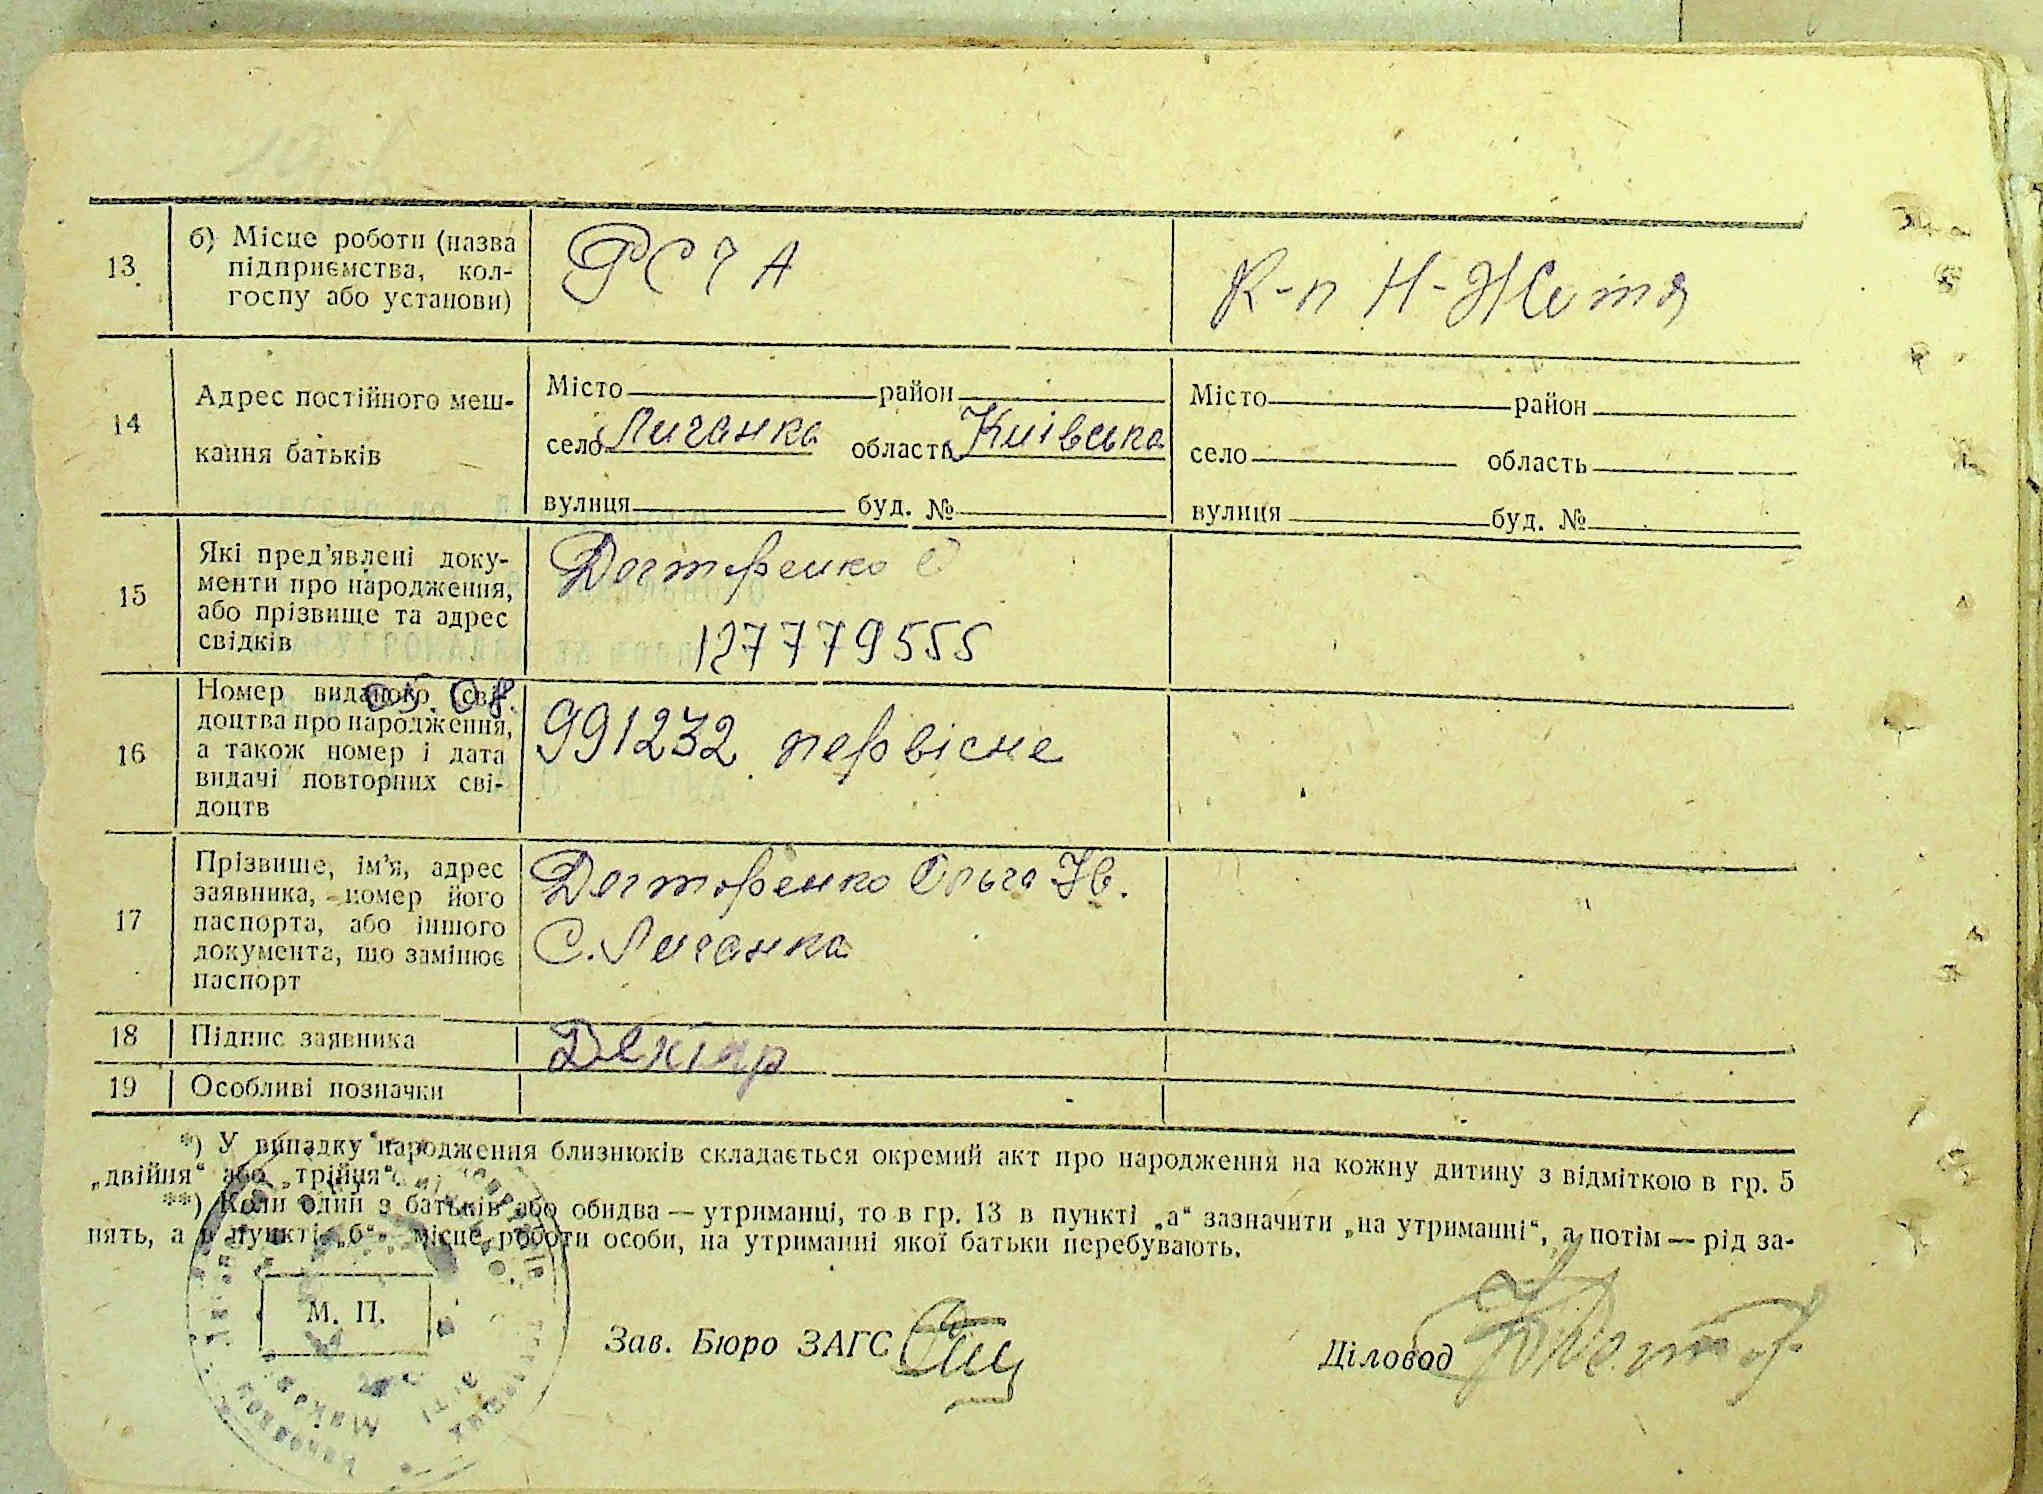 13 б) Місце роботи (назва
підприємства, кол-
госпу або установи)
РСЧА
К-п Н-Життя
14 Адрес постійного меш-
кання батьків
Місто район
село Личанка область Київська
вулиця буд. №
Місто район
село область
вулиця буд. №
15 Які пред'явлені доку-
менти про народження,
або прізвище та адрес
свідків
127779555
16 Номер виданого сві-
доцтва про народження,
а також номер і дата
видачі повторних сві-
доцтв
05.08.
991232 первісне
17 Прізвище, ім'я, адрес
заявника, номер його
паспорта, або іншого
документа, що замінює
паспорт
Ольга Ів.
С. Личанка
18 Підпис заявника
19 Особливі позначки
*) У випадку народження близнюків складається окремий акт про народження на кожну дитину з відміткою в гр. 5
„двійня“ або „трійня“.
**) Коли один з батьків або обидва — утриманці, то в гр. 13 в пункті „а“ зазначити „на утриманні“, а потім — рід за-
нять, а в пункті „б“ місце роботи особи, на утриманні якої батьки перебувають.
М. П.
Зав. Бюро ЗАГС
Діловод